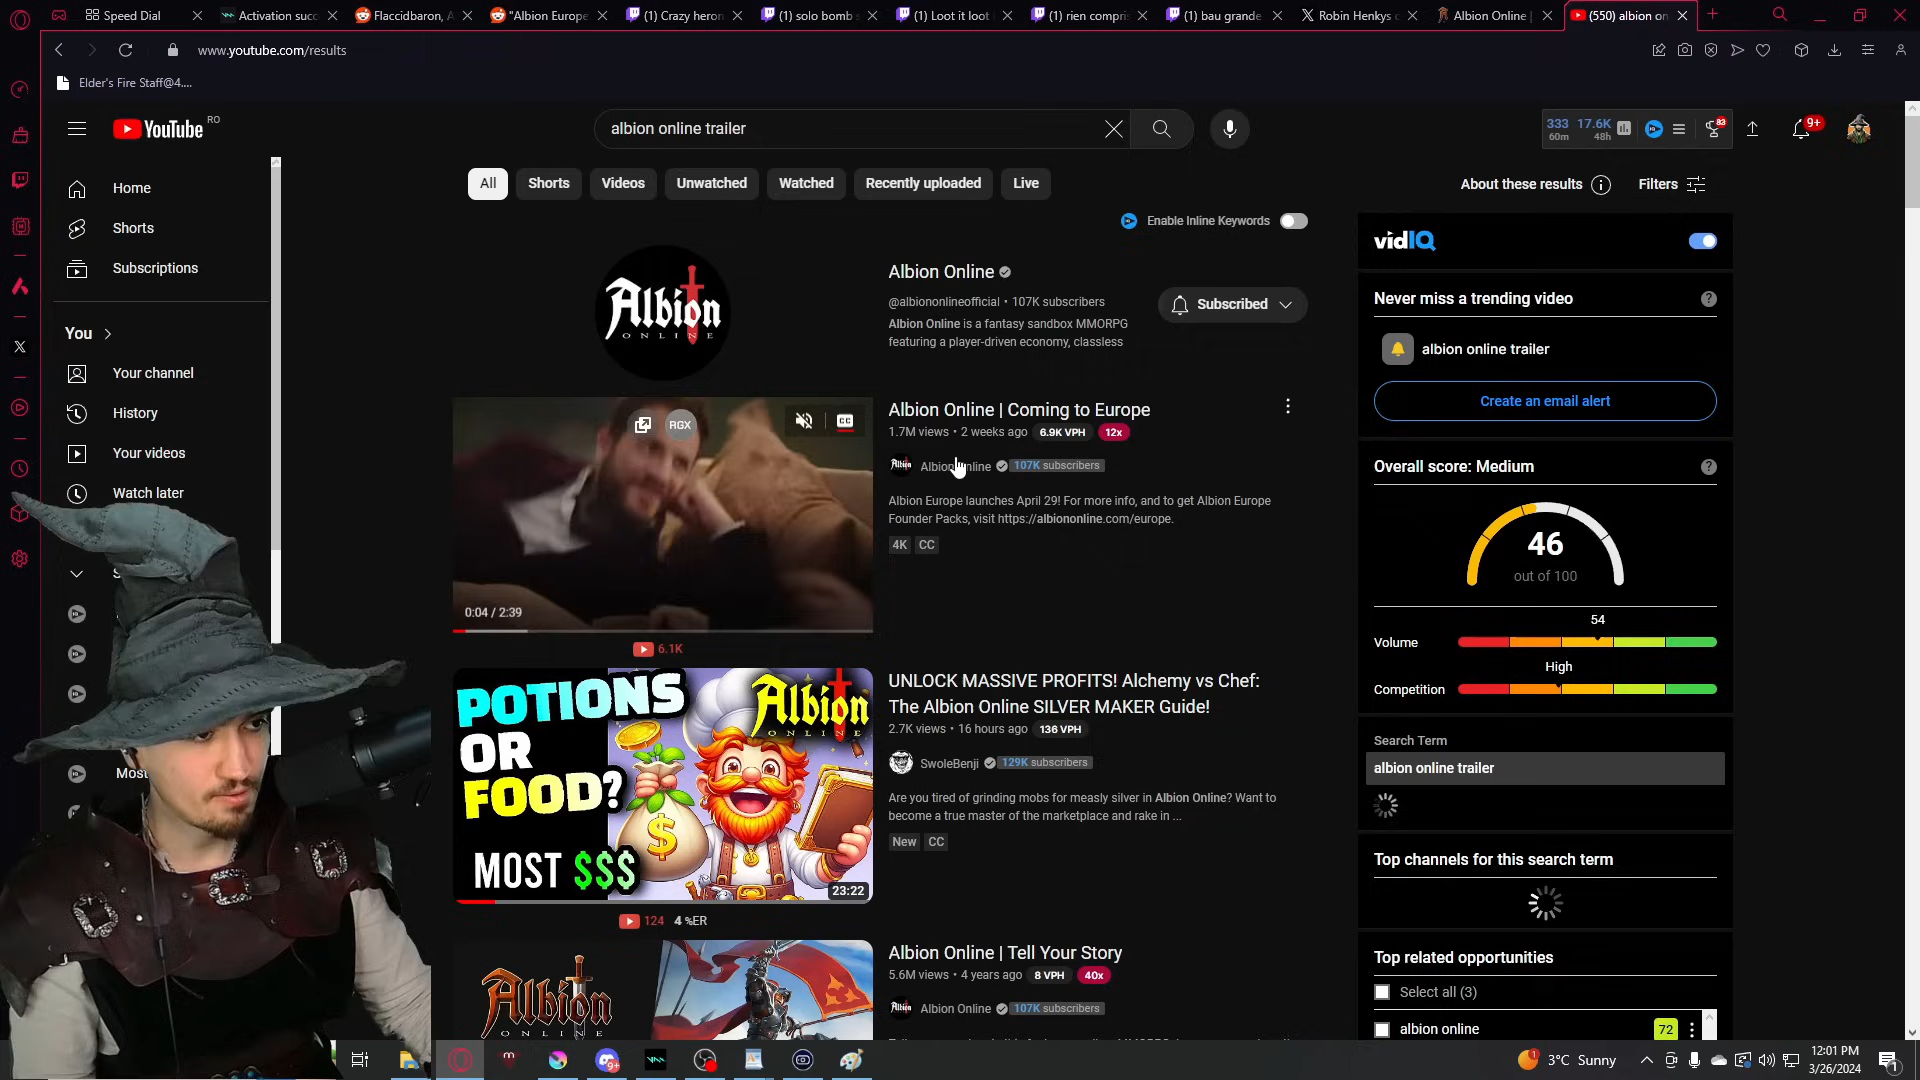 Speed Dial
Activation suc
Flaccidbaron, A
"Albion Europe
(1) Crazy heron
(1) solo bomb s
(1) Loot it loot
(1) rien compris
(1) bau grande
Robin Henkys o
Albion Online |
(550) albion on
www.youtube.com/results
Elder's Fire Staff@4....
YouTube RO
albion online trailer
333 17.6K
60m 48h
83
9+
Home
Shorts
Subscriptions
You
Your channel
History
Your videos
Watch later
Most
All
Shorts
Videos
Unwatched
Watched
Recently uploaded
Live
About these results
Filters
Enable Inline Keywords
Albion
ONLINE
Albion Online
@albiononlineofficial • 107K subscribers
Albion Online is a fantasy sandbox MMORPG
featuring a player-driven economy, classless
Subscribed
RGX
CC
0:04 / 2:39
6.1K
Albion Online | Coming to Europe
1.7M views • 2 weeks ago 6.9K VPH 12x
Albion Online 107K subscribers
Albion Europe launches April 29! For more info, and to get Albion Europe
Founder Packs, visit https://albiononline.com/europe.
4K CC
POTIONS
OR
FOOD?
MOST $$$
Albion
ONLINE
23:22
124 4 %ER
UNLOCK MASSIVE PROFITS! Alchemy vs Chef:
The Albion Online SILVER MAKER Guide!
2.7K views • 16 hours ago 136 VPH
SwoleBenji 129K subscribers
Are you tired of grinding mobs for measly silver in Albion Online? Want to
become a true master of the marketplace and rake in ...
New CC
Albion
ONLINE
Albion Online | Tell Your Story
5.6M views • 4 years ago 8 VPH 40x
Albion Online 107K subscribers
vidIQ
Never miss a trending video
albion online trailer
Create an email alert
Overall score: Medium
46
out of 100
54
Volume
High
Competition
Search Term
albion online trailer
Top channels for this search term
Top related opportunities
Select all (3)
albion online
72
9+
3°C Sunny
12:01 PM
3/26/2024
1